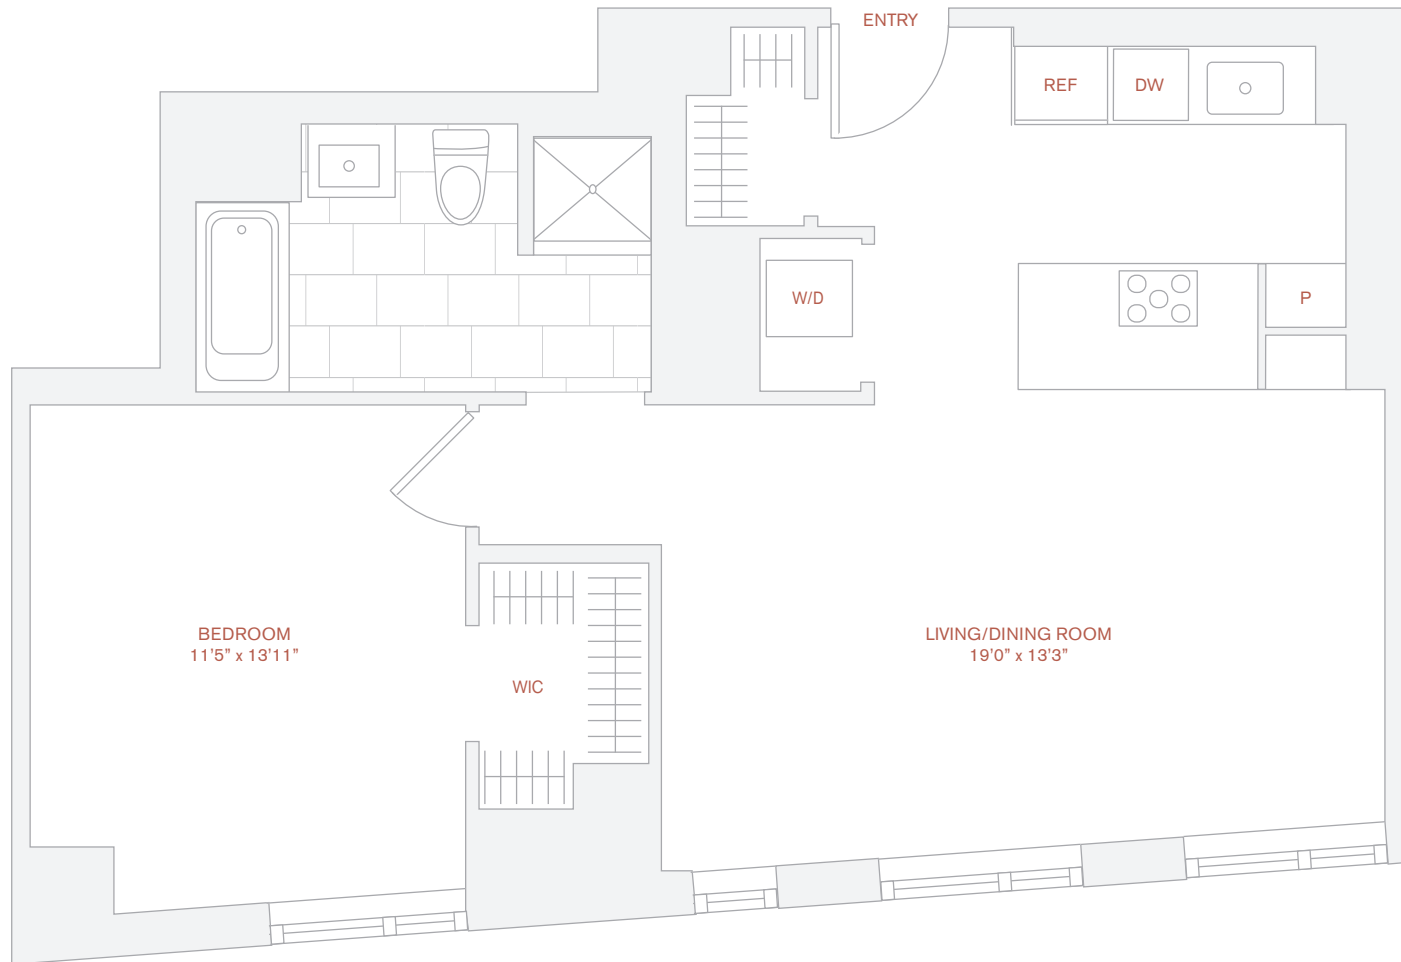 ENTRY
REF
DW
W/D
P
BEDROOM
11’5” x 13’11”
WIC
LIVING/DINING ROOM
19’0” x 13’3”